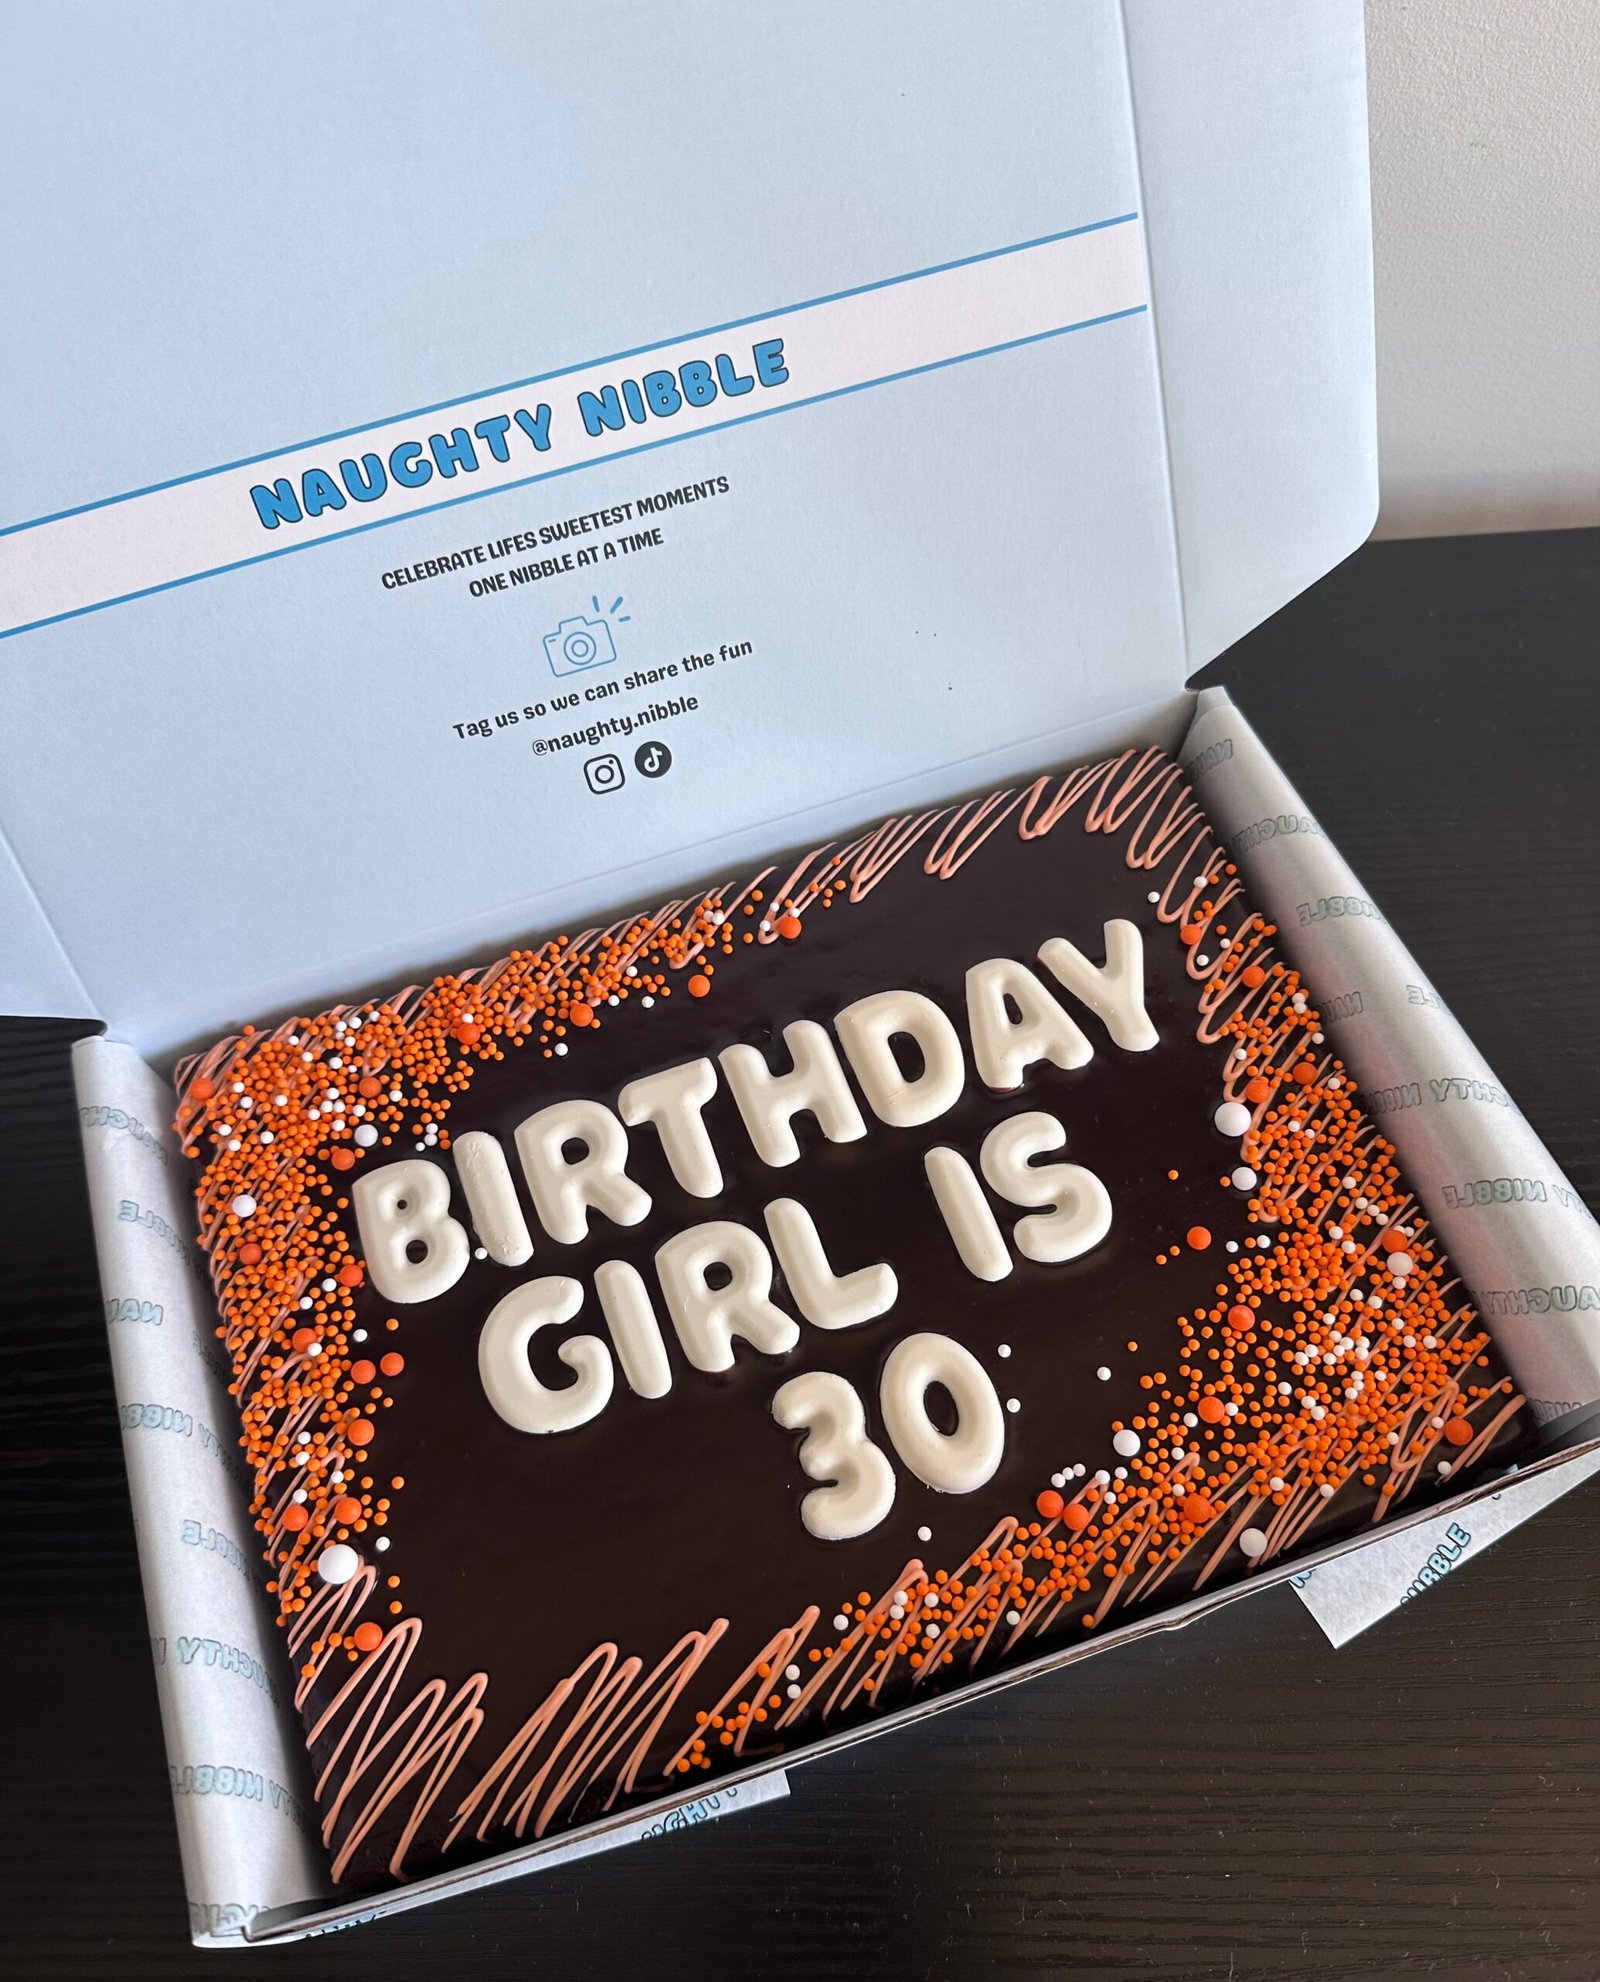 NAUGHTY NIBBLE
CELEBRATE LIFES SWEETEST MOMENTS
ONE NIBBLE AT A TIME
Tag us so we can share the fun
@naughty.nibble
BIRTHDAY
GIRL IS
30